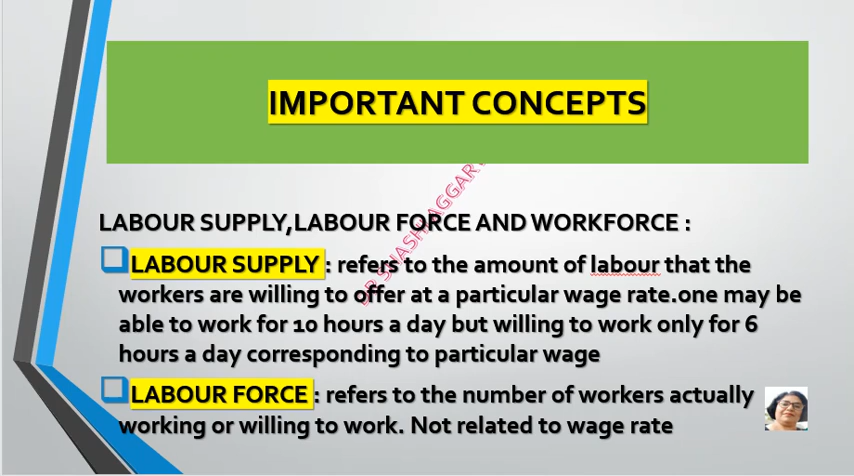 IMPORTANT CONCEPTS
LABOUR SUPPLY,LABOUR FORCE AND WORKFORCE :
LABOUR SUPPLY : refers to the amount of labour that the
workers are willing to offer at a particular wage rate.one may be
able to work for 10 hours a day but willing to work only for 6
hours a day corresponding to particular wage
LABOUR FORCE : refers to the number of workers actually
working or willing to work. Not related to wage rate